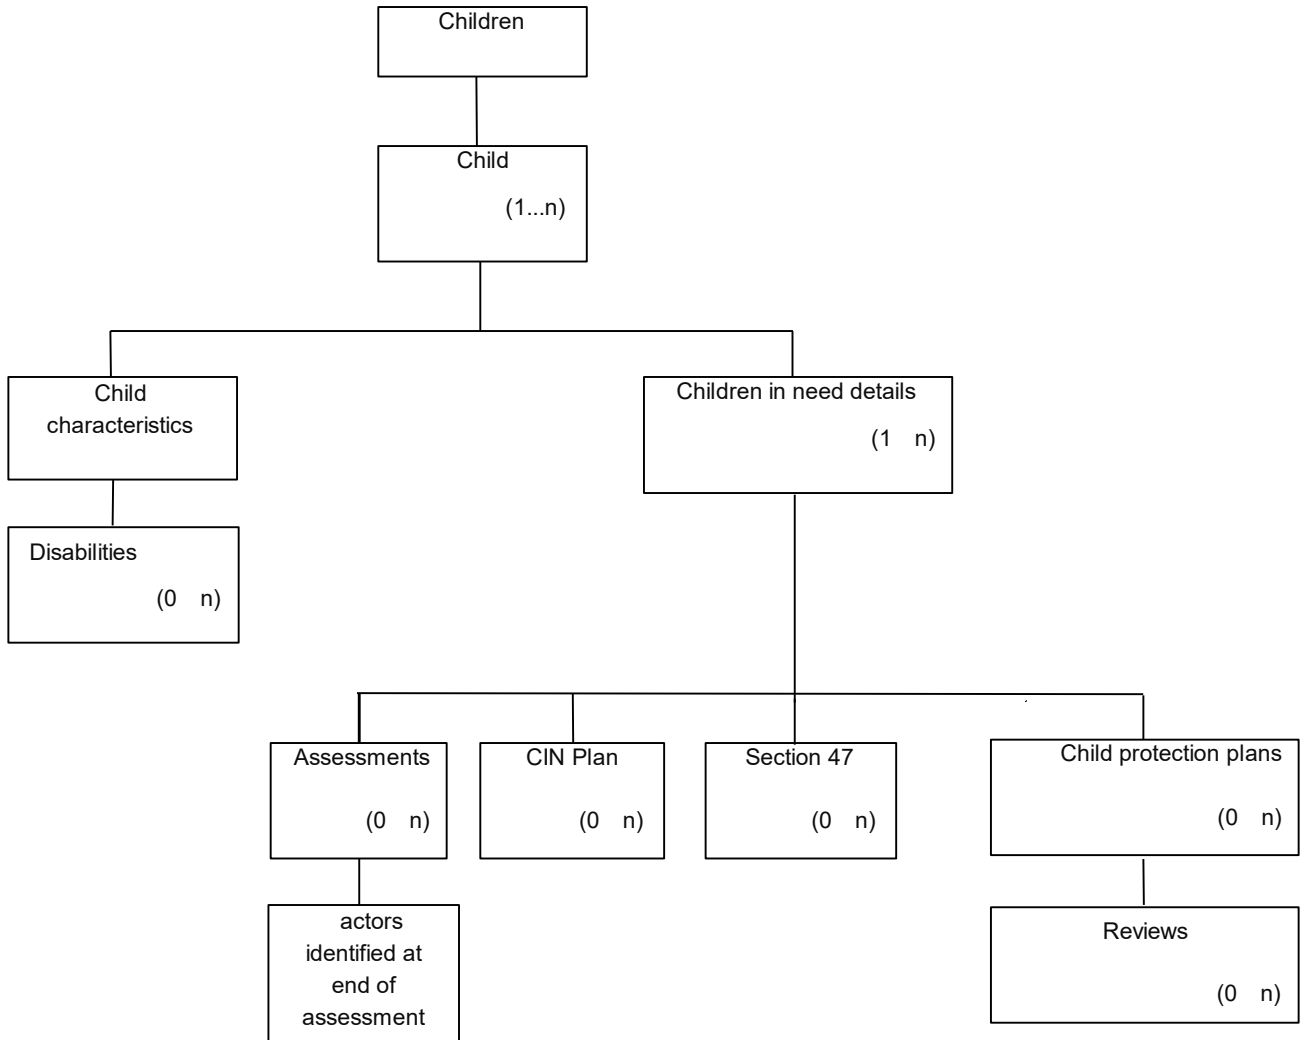 Children
Child
(1...n)
Child
characteristics
Children in need details
(1 n)
Disabilities
(0 n)
Assessments
(0 n)
CIN Plan
(0 n)
Section 47
(0 n)
Child protection plans
(0 n)
actors
identified at
end of
assessment
Reviews
(0 n)